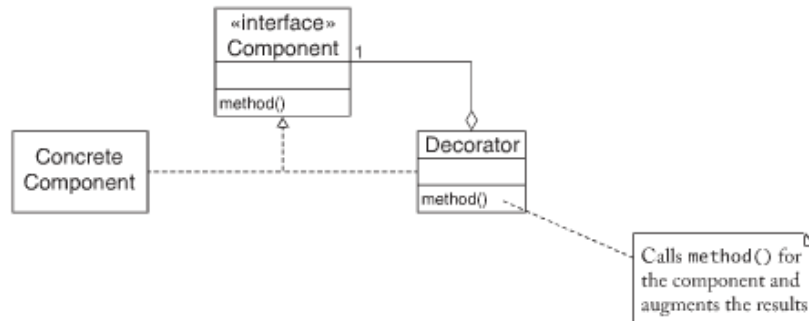 «interface»
Component
1
method()
Concrete
Component
Decorator
method()
Calls method() for
the component and
augments the results